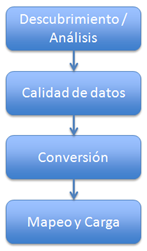 Descubrimiento /
Análisis
Calidad de datos
Conversión
Mapeo y Carga